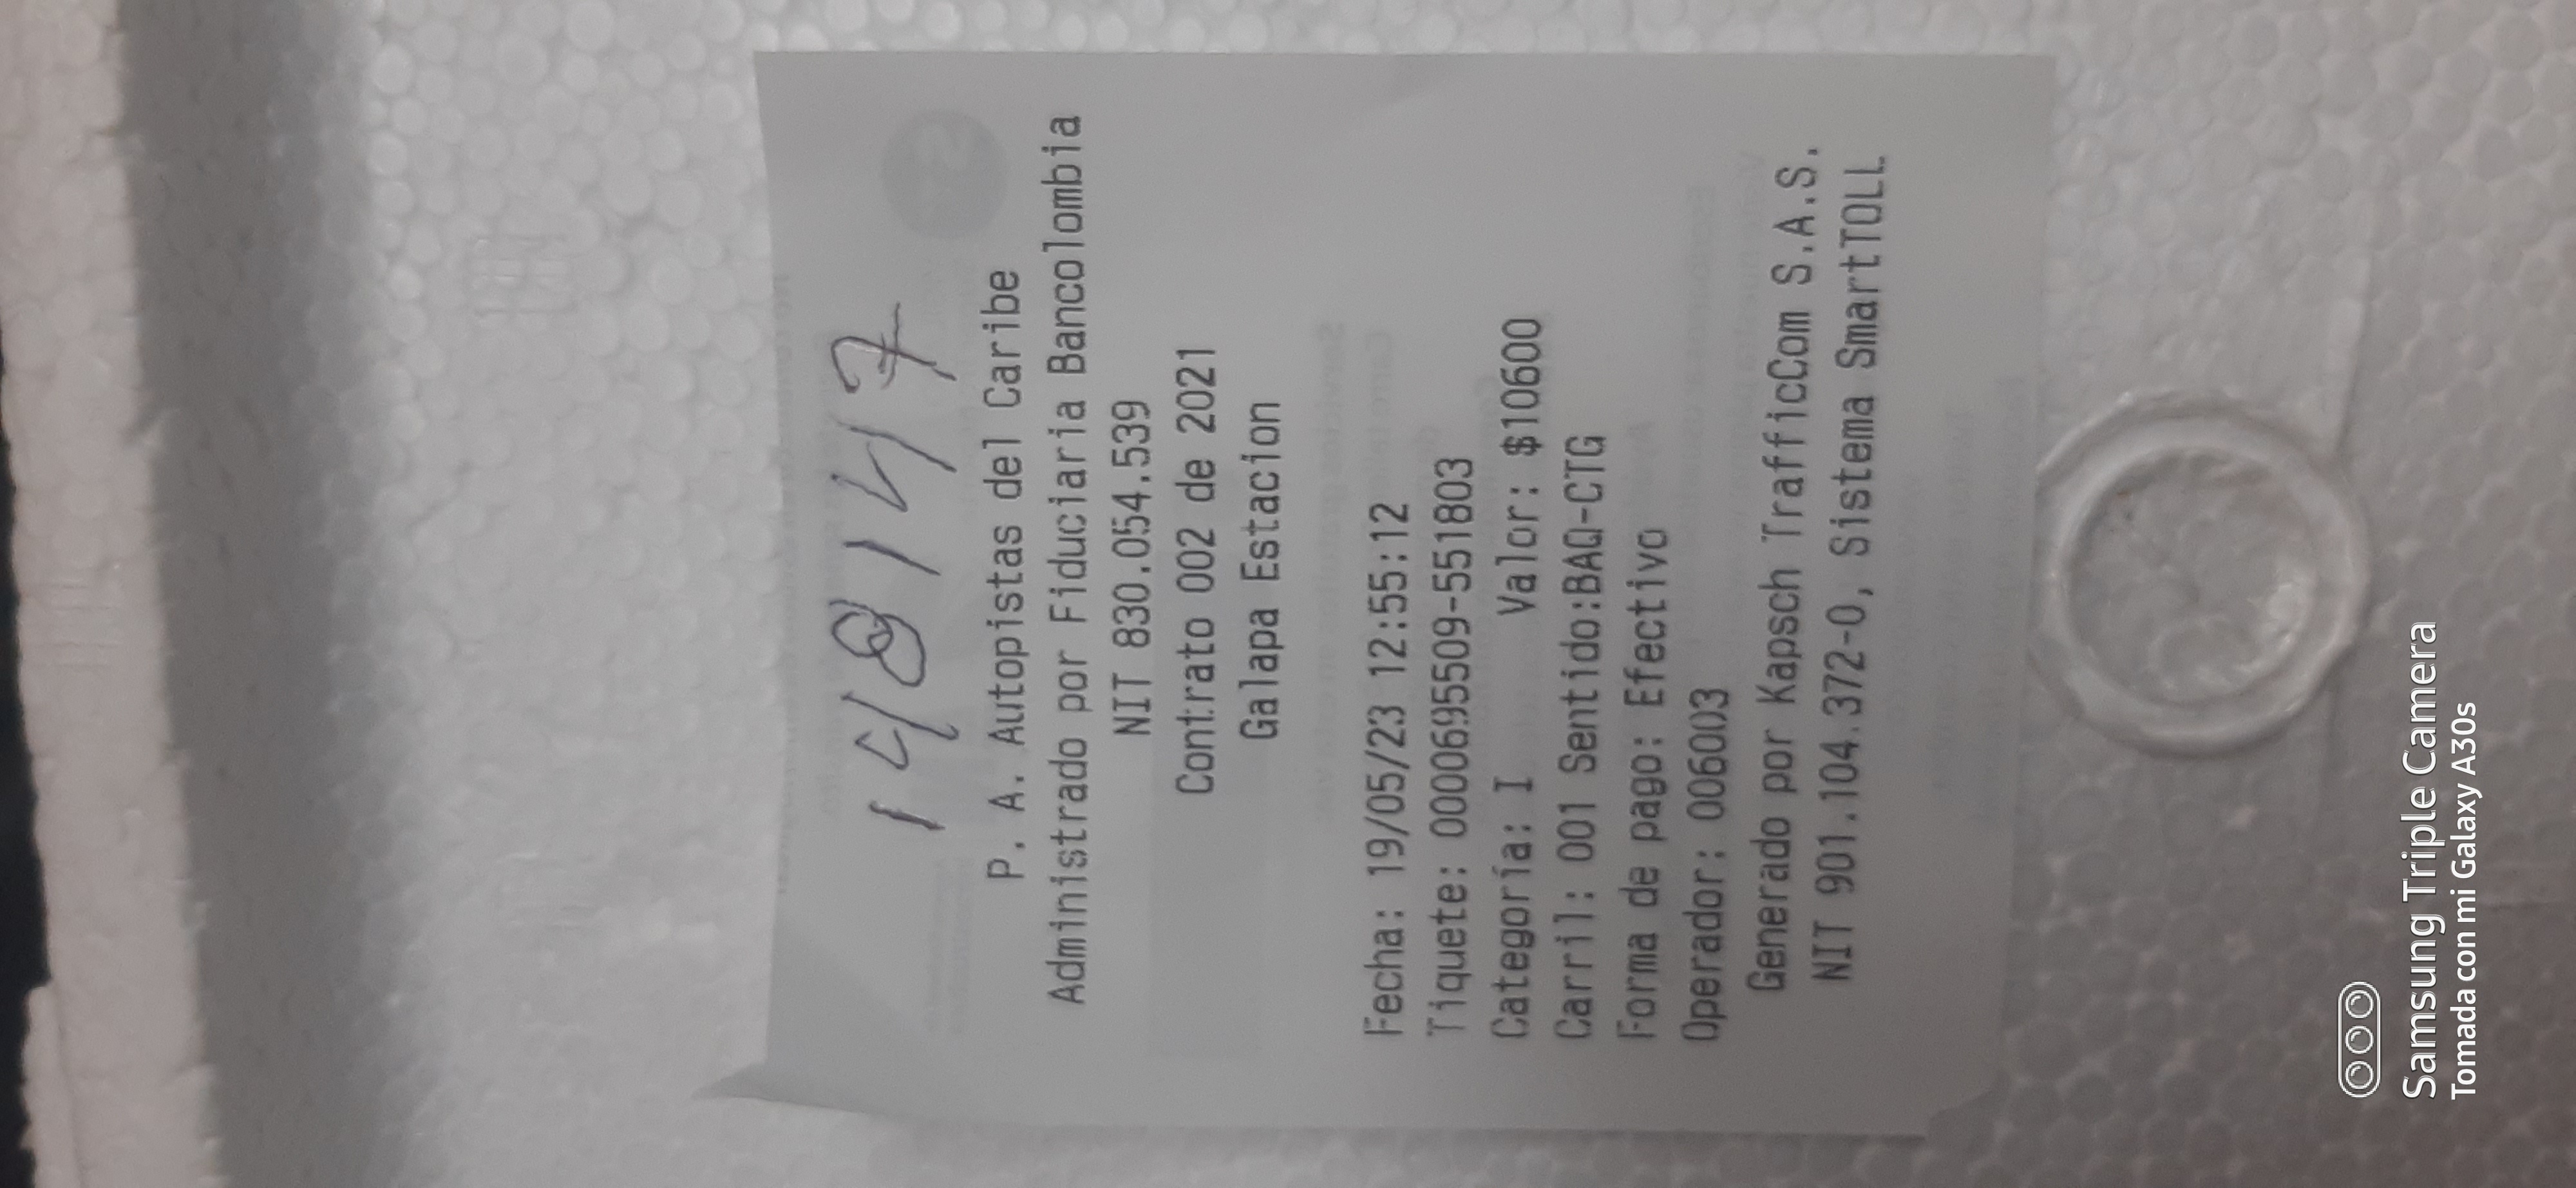 148147
P. A. Autopistas del Caribe
Administrado por Fiduciaria Bancolombia
NIT 830.054.539
Contrato 002 de 2021
Galapa Estacion
Fecha: 19/05/23 12:55:12
Tiquete: 0000695509-551803
Categoría: I Valor: $10600
Carril: 001 Sentido:BAQ-CTG
Forma de pago: Efectivo
Operador: 006003
Generado por Kapsch TrafficCom S.A.S.
NIT 901.104.372-0, Sistema SmartTOLL
Samsung Triple Camera
Tomada con mi Galaxy A30s